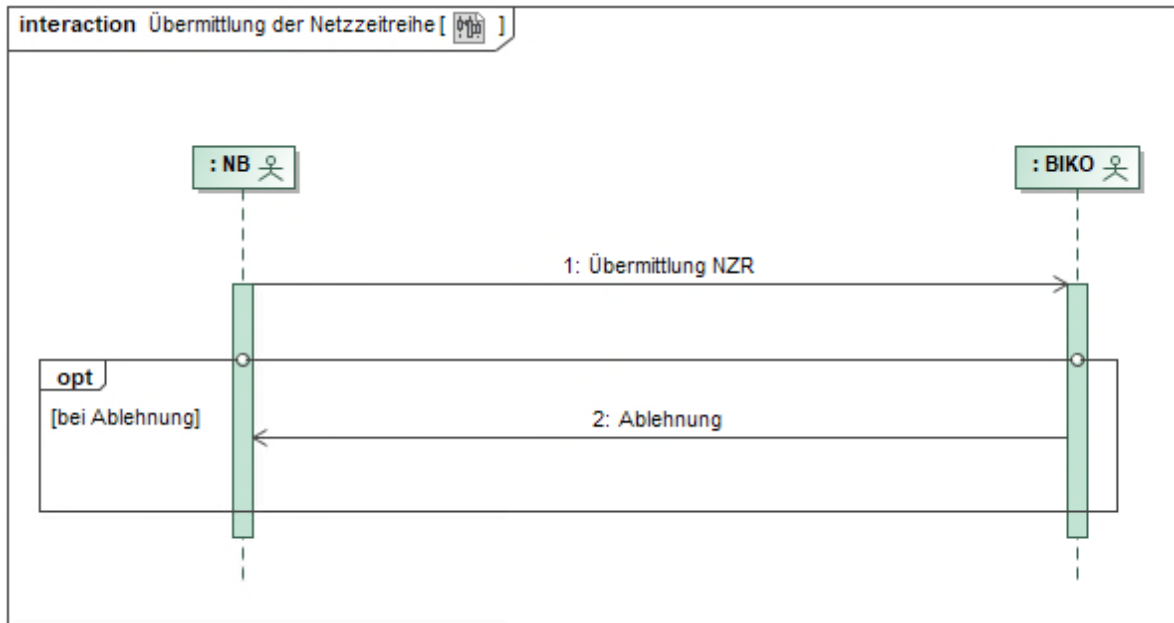 interaction Übermittlung der Netzzeitreihe [ ]
: NB
: BIKO
1: Übermittlung NZR
opt
[bei Ablehnung]
2: Ablehnung